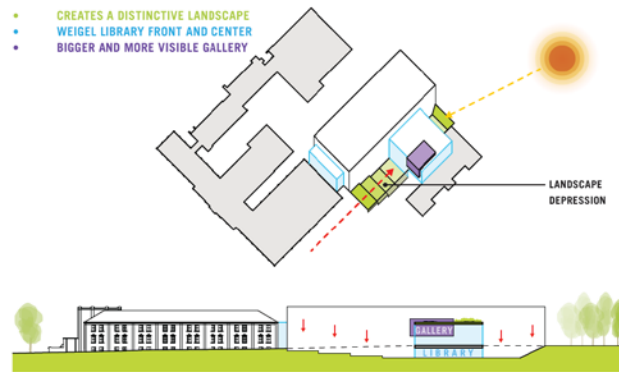 CREATES A DISTINCTIVE LANDSCAPE
WEIGEL LIBRARY FRONT AND CENTER
BIGGER AND MORE VISIBLE GALLERY
LANDSCAPE
DEPRESSION
GALLERY
LIBRARY